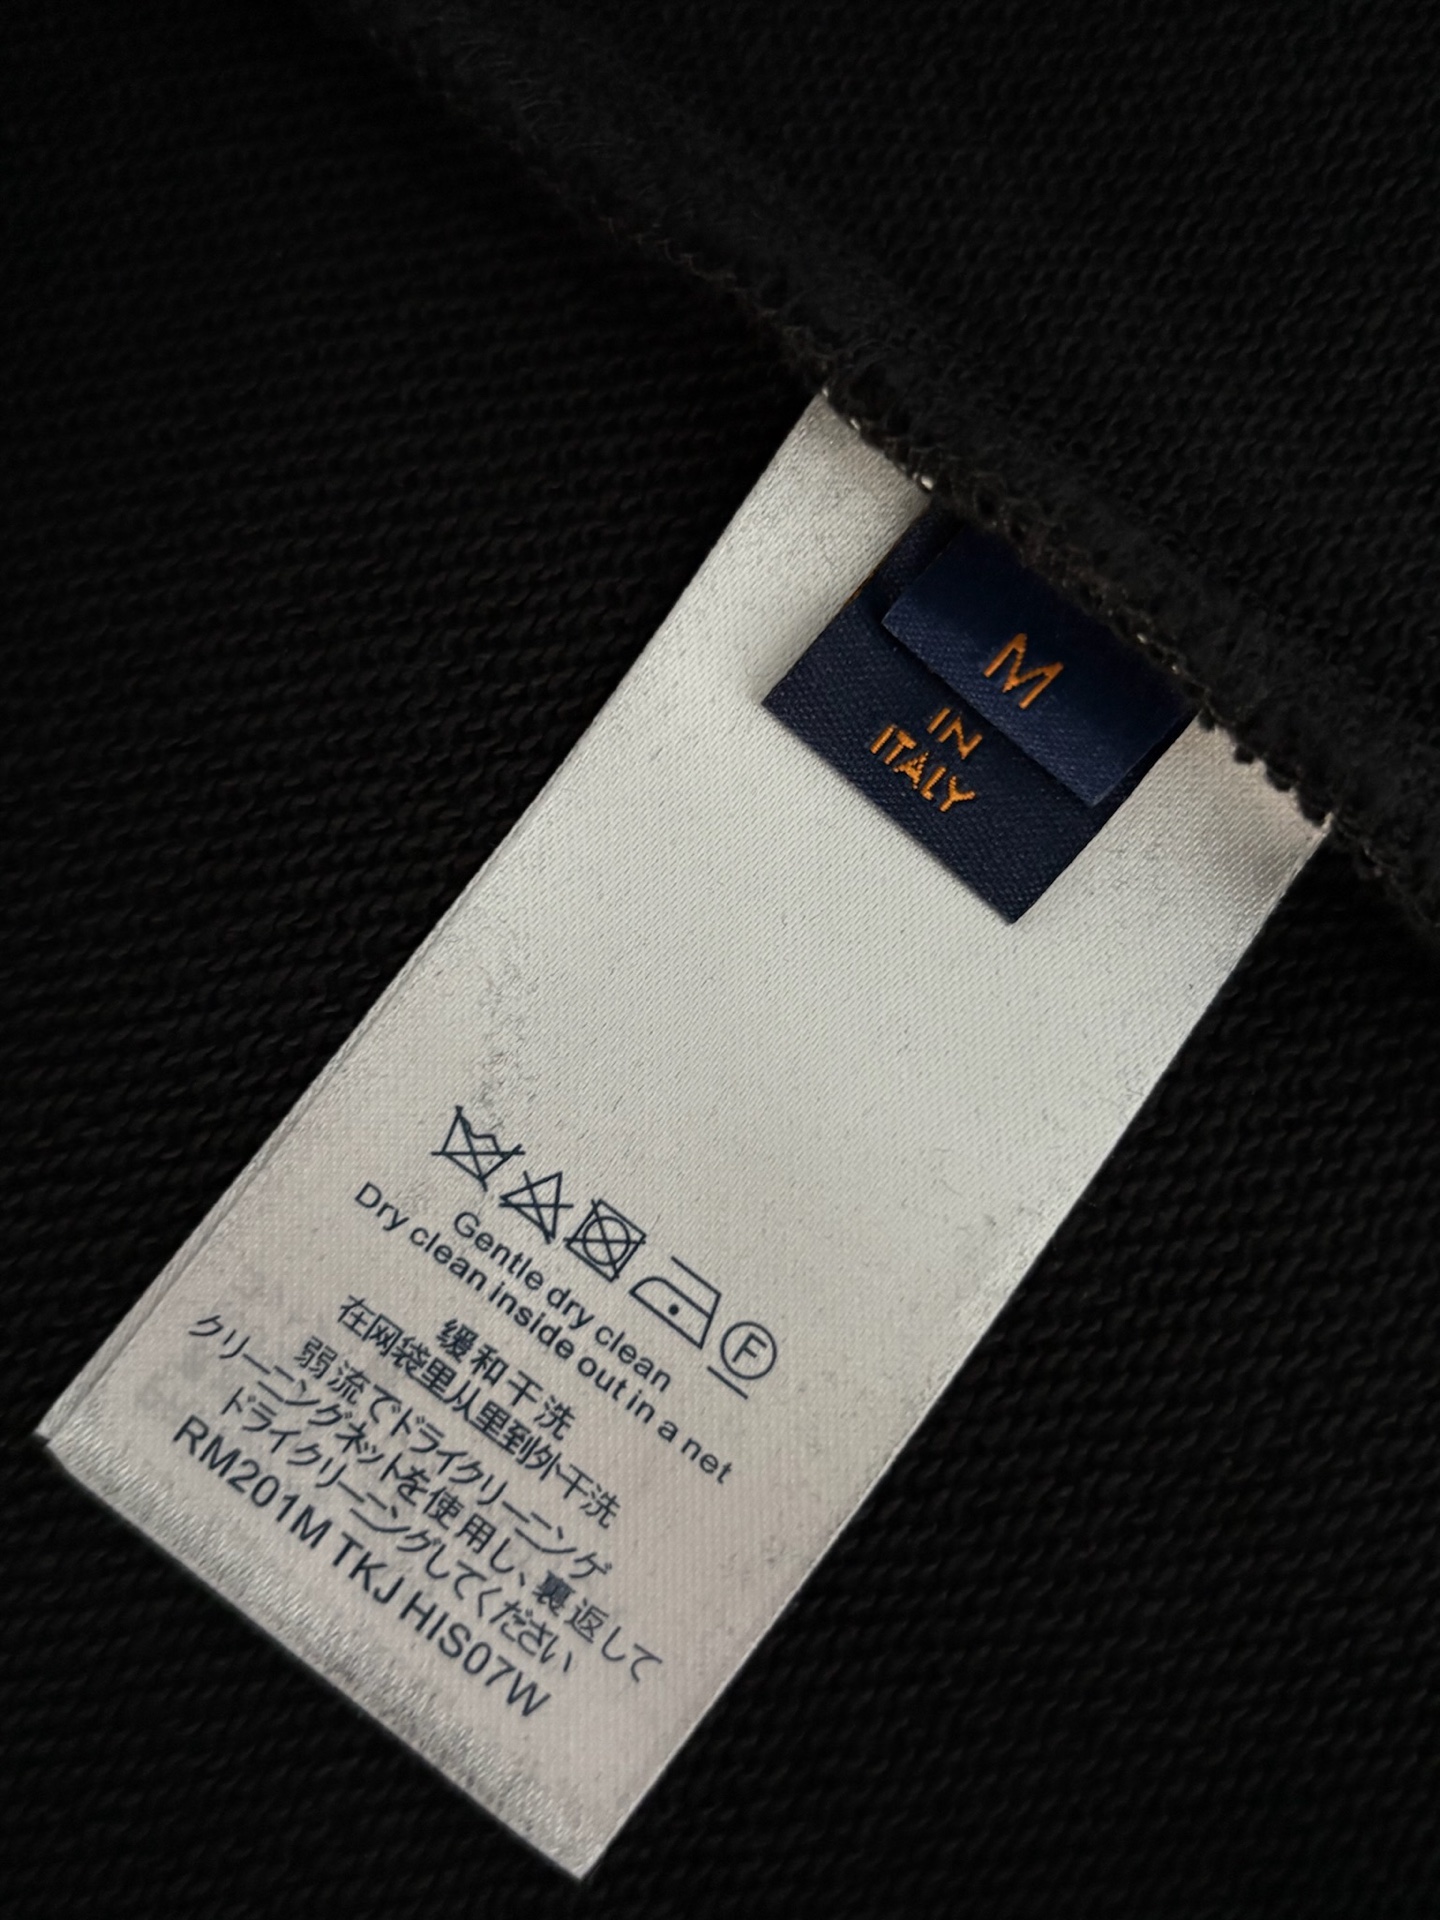 M
IN
ITALY
F
Gentle dry clean
Dry clean inside out in a net
缓和干洗
在网袋里从里到外干洗
弱流でドライクリーニング
クリーニングネットを使用し、裏返して
ドライクリーニングしてください
RM201M TKJ HIS07W